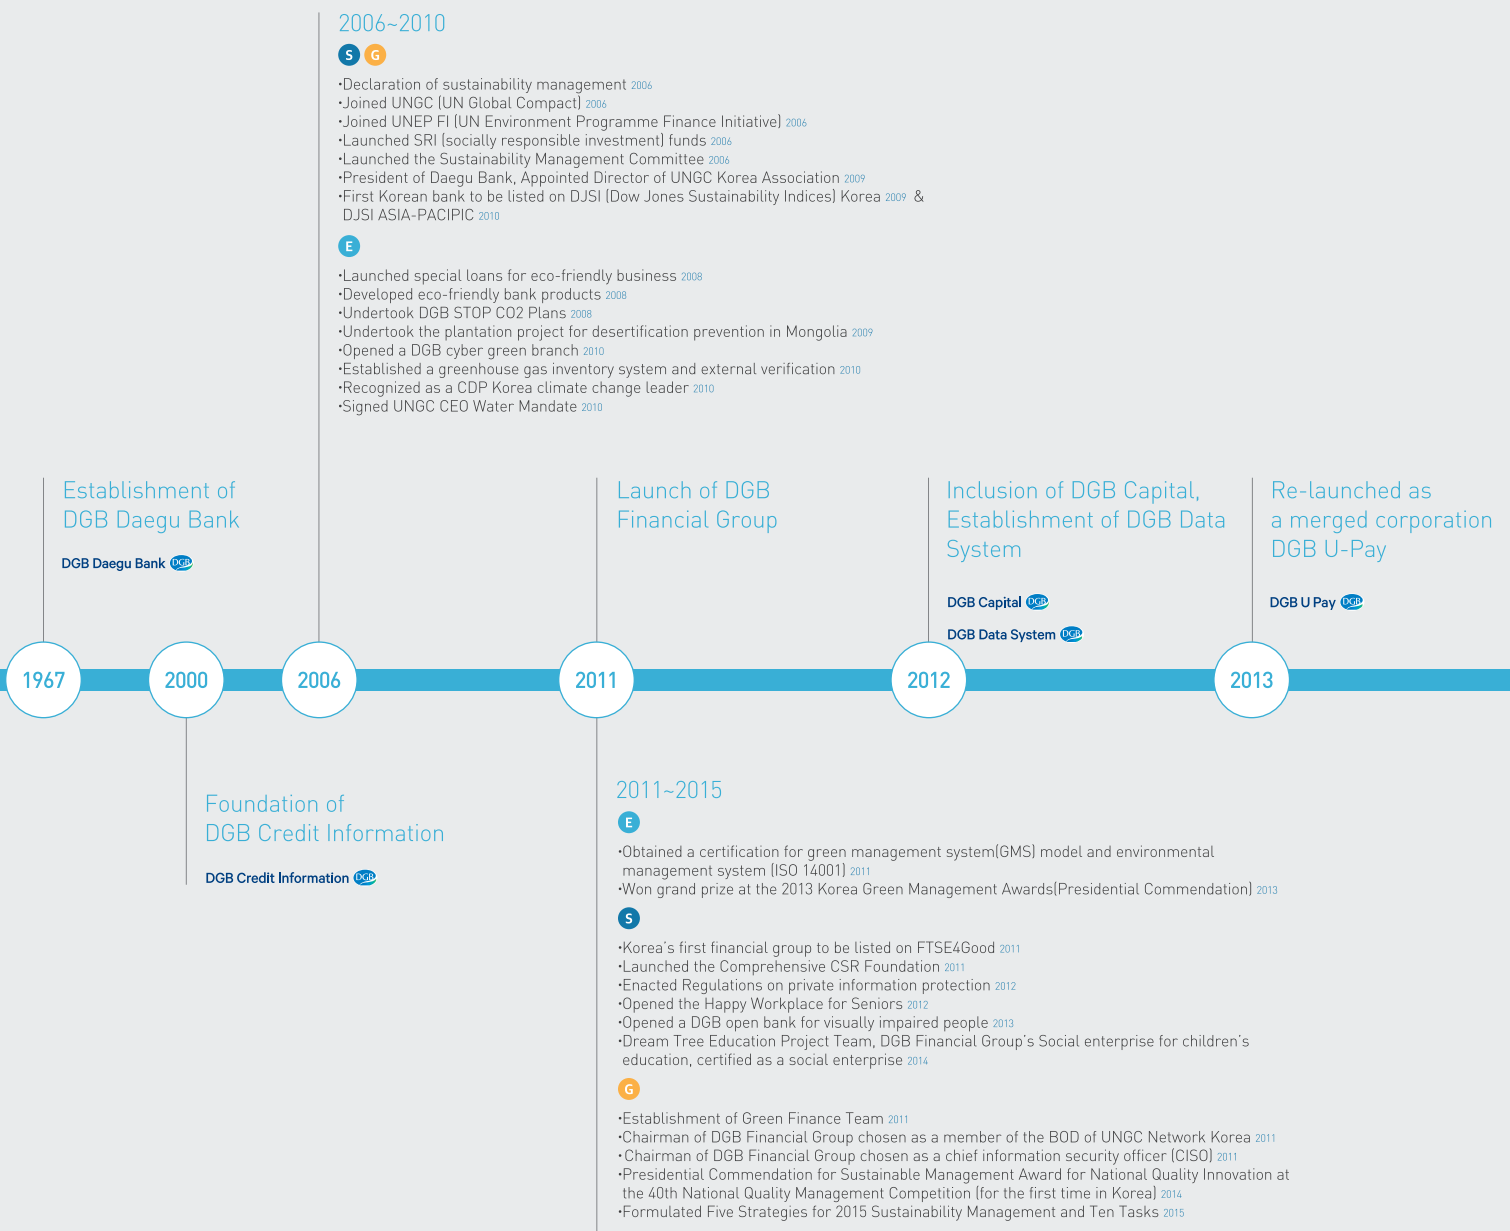 2006~2010
S G
•Declaration of sustainability management 2006
•Joined UNGC (UN Global Compact) 2006
•Joined UNEP FI (UN Environment Programme Finance Initiative) 2006
•Launched SRI (socially responsible investment) funds 2006
•Launched the Sustainability Management Committee 2006
•President of Daegu Bank, Appointed Director of UNGC Korea Association 2009
•First Korean bank to be listed on DJSI (Dow Jones Sustainability Indices) Korea 2009 &
DJSI ASIA-PACIPIC 2010
E
•Launched special loans for eco-friendly business 2008
•Developed eco-friendly bank products 2008
•Undertook DGB STOP CO2 Plans 2008
•Undertook the plantation project for desertification prevention in Mongolia 2009
•Opened a DGB cyber green branch 2010
•Established a greenhouse gas inventory system and external verification 2010
•Recognized as a CDP Korea climate change leader 2010
•Signed UNGC CEO Water Mandate 2010
Establishment of
DGB Daegu Bank
DGB Daegu Bank DGB
Launch of DGB
Financial Group
Inclusion of DGB Capital,
Establishment of DGB Data
System
DGB Capital DGB
DGB Data System DGB
Re-launched as
a merged corporation
DGB U-Pay
DGB U Pay DGB
1967
2000
2006
2011
2012
2013
Foundation of
DGB Credit Information
DGB Credit Information DGB
2011~2015
E
•Obtained a certification for green management system(GMS) model and environmental
management system (ISO 14001) 2011
•Won grand prize at the 2013 Korea Green Management Awards(Presidential Commendation) 2013
S
•Korea's first financial group to be listed on FTSE4Good 2011
•Launched the Comprehensive CSR Foundation 2011
•Enacted Regulations on private information protection 2012
•Opened the Happy Workplace for Seniors 2012
•Opened a DGB open bank for visually impaired people 2013
•Dream Tree Education Project Team, DGB Financial Group's Social enterprise for children's
education, certified as a social enterprise 2014
G
•Establishment of Green Finance Team 2011
•Chairman of DGB Financial Group chosen as a member of the BOD of UNGC Network Korea 2011
•Chairman of DGB Financial Group chosen as a chief information security officer (CISO) 2011
•Presidential Commendation for Sustainable Management Award for National Quality Innovation at
the 40th National Quality Management Competition (for the first time in Korea) 2014
•Formulated Five Strategies for 2015 Sustainability Management and Ten Tasks 2015